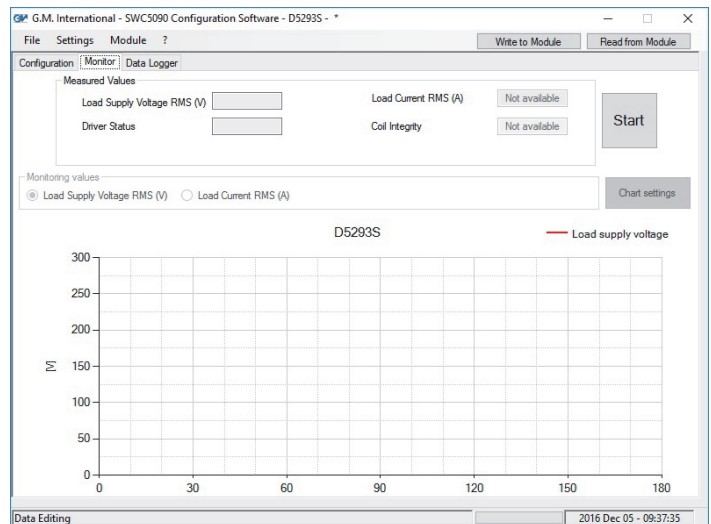 G.M. International - SWC5090 Configuration Software - D5293S - *
File Settings Module ? Write to Module Read from Module
Configuration Monitor Data Logger
Measured Values
Load Supply Voltage RMS (V) Load Current RMS (A) Not available
Driver Status Coil Integrity Not available
Start
Monitoring values
Load Supply Voltage RMS (V) Load Current RMS (A) Chart settings
D5293S
Load supply voltage
300
250
200
[V]
150
100
50
0
0 30 60 90 120 150 180
Data Editing 2016 Dec 05 - 09:37:35